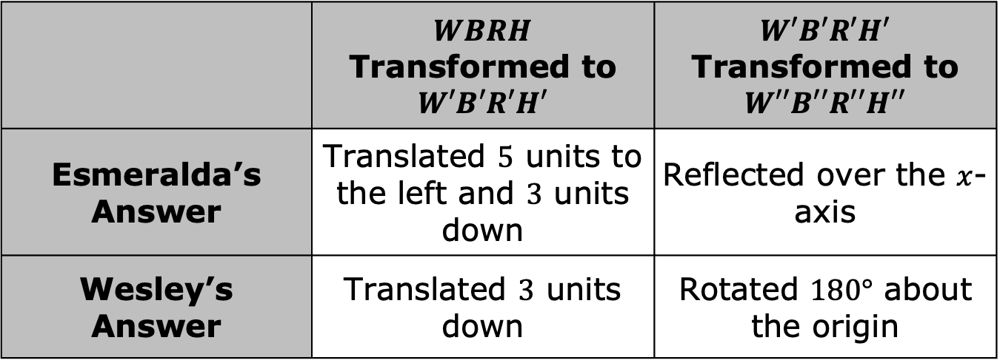 WBRH
Transformed to
W′B′R′H′
W′B′R′H′
Transformed to
W″B″R″H″
Esmeralda’s
Answer
Translated 5 units to
the left and 3 units
down
Reflected over the x-
axis
Wesley’s
Answer
Translated 3 units
down
Rotated 180° about
the origin